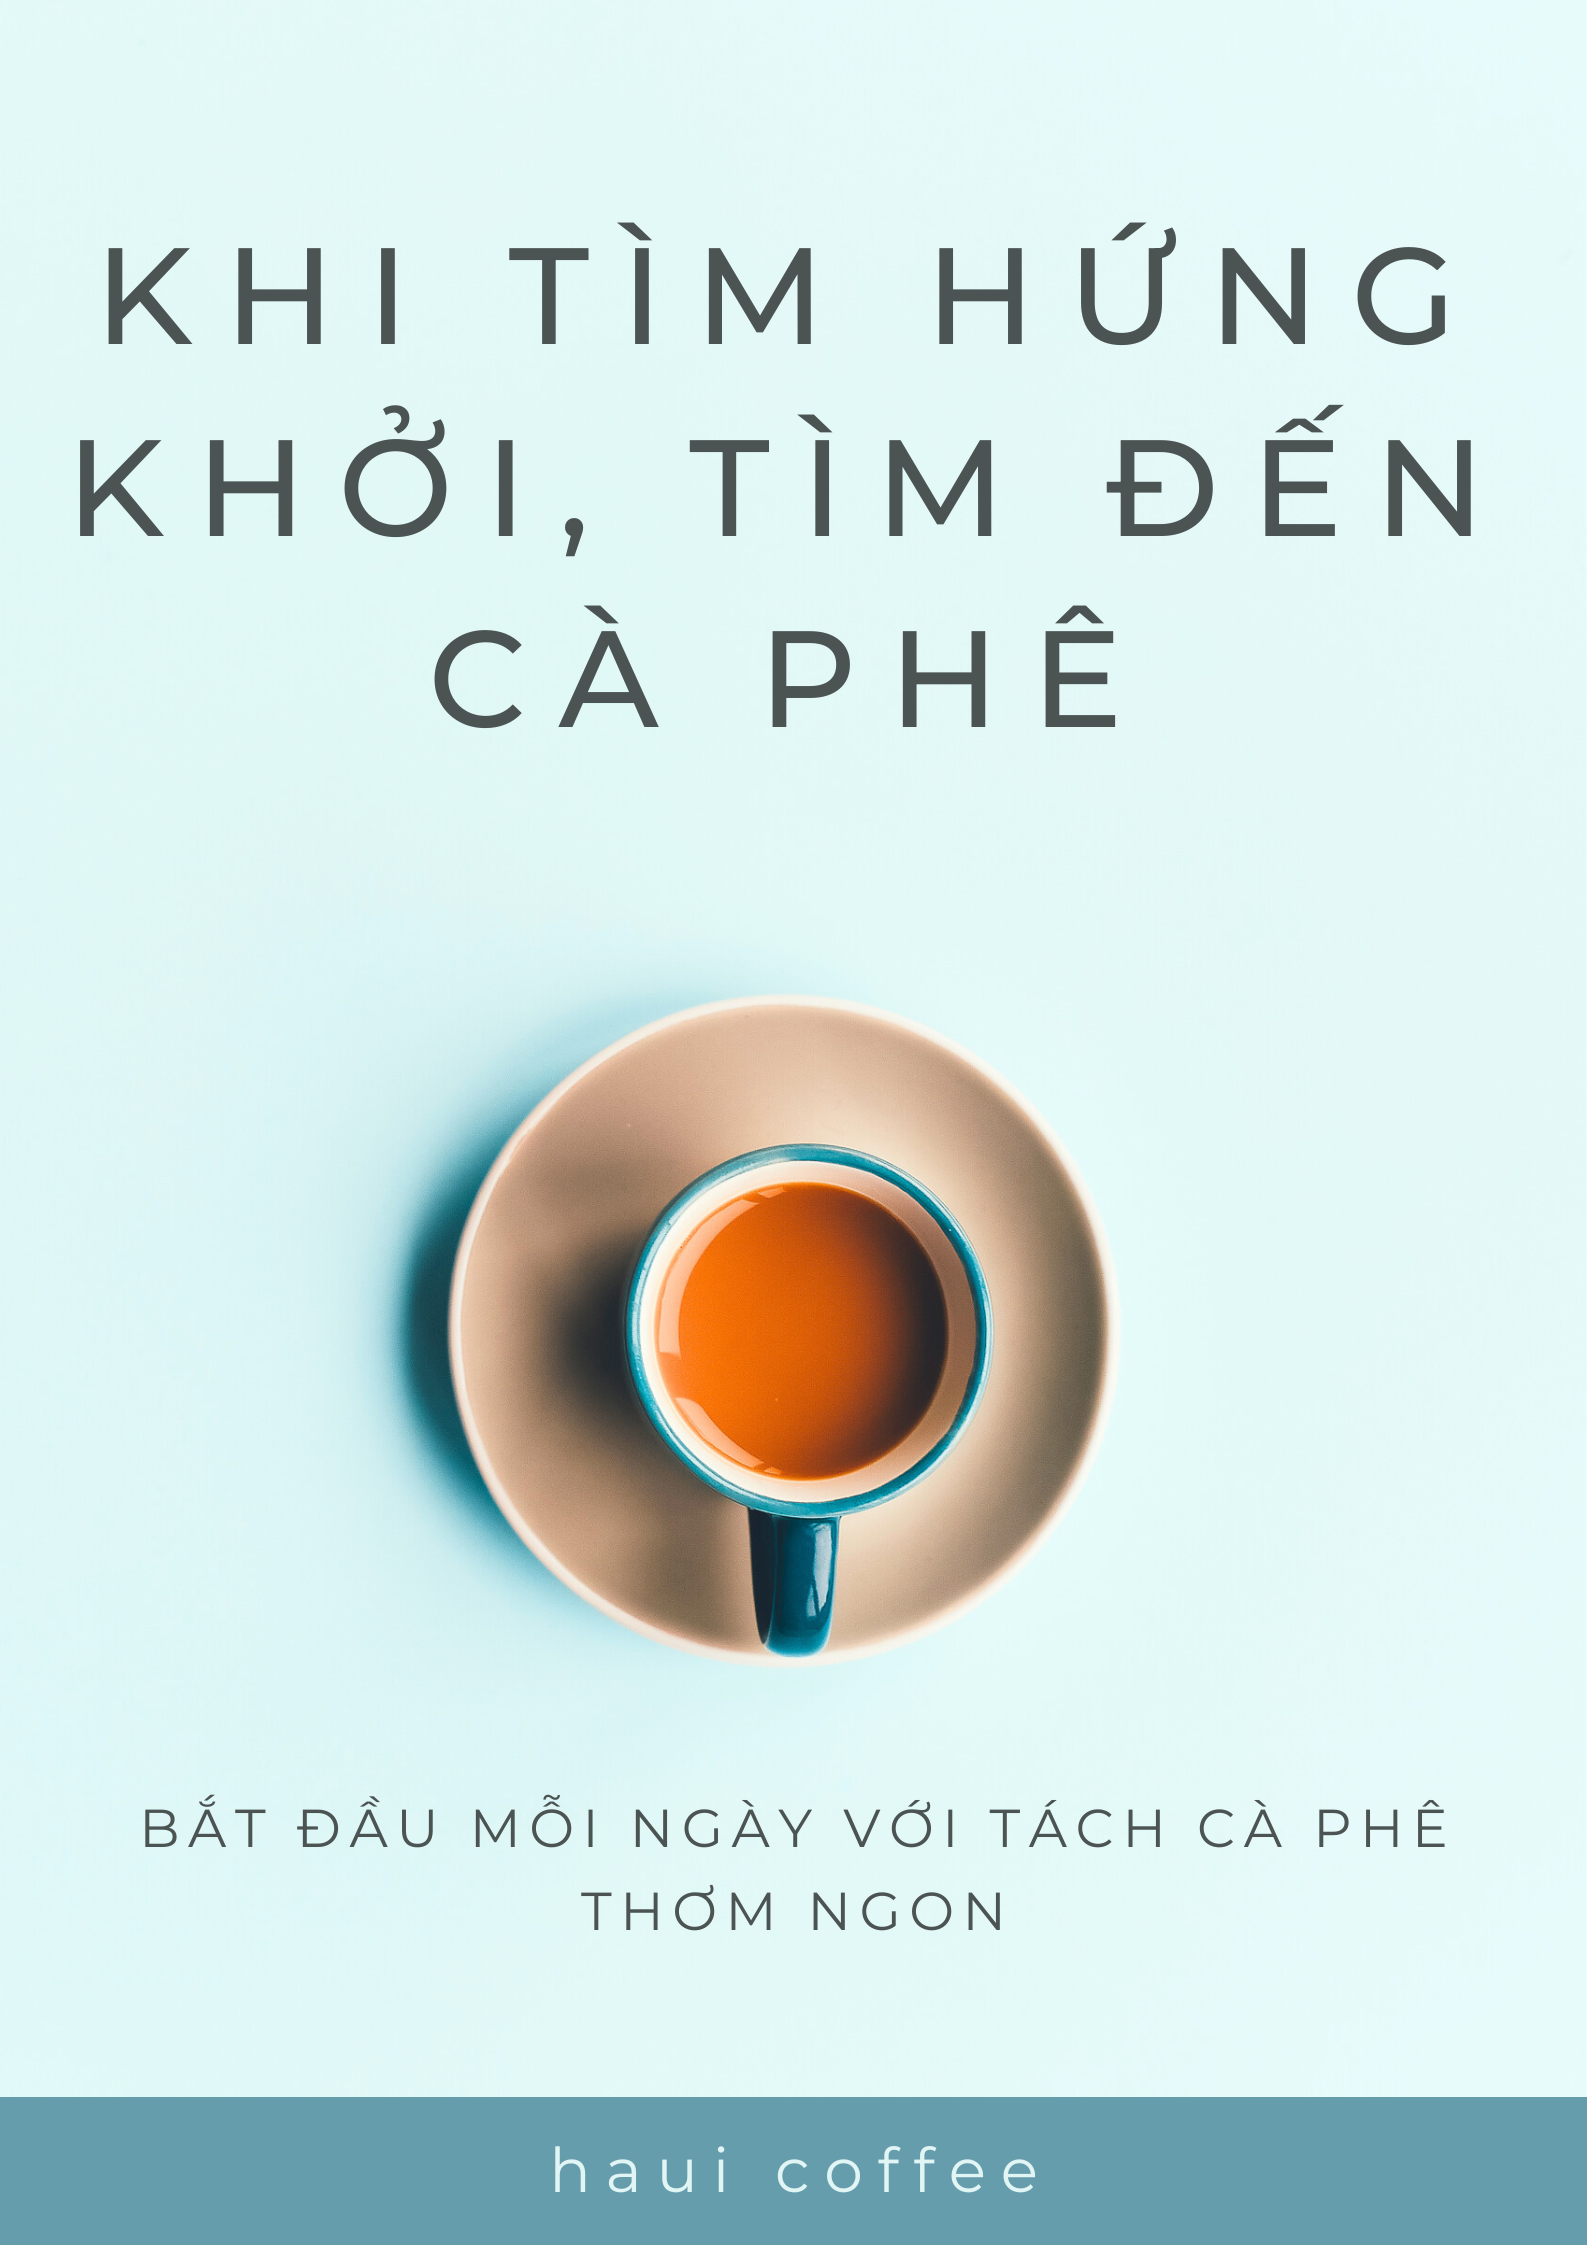 KHI TÌM HỨNG
KHỞI, TÌM ĐẾN
CÀ PHÊ
BẮT ĐẦU MỖI NGÀY VỚI TÁCH CÀ PHÊ
THƠM NGON
haui coffee